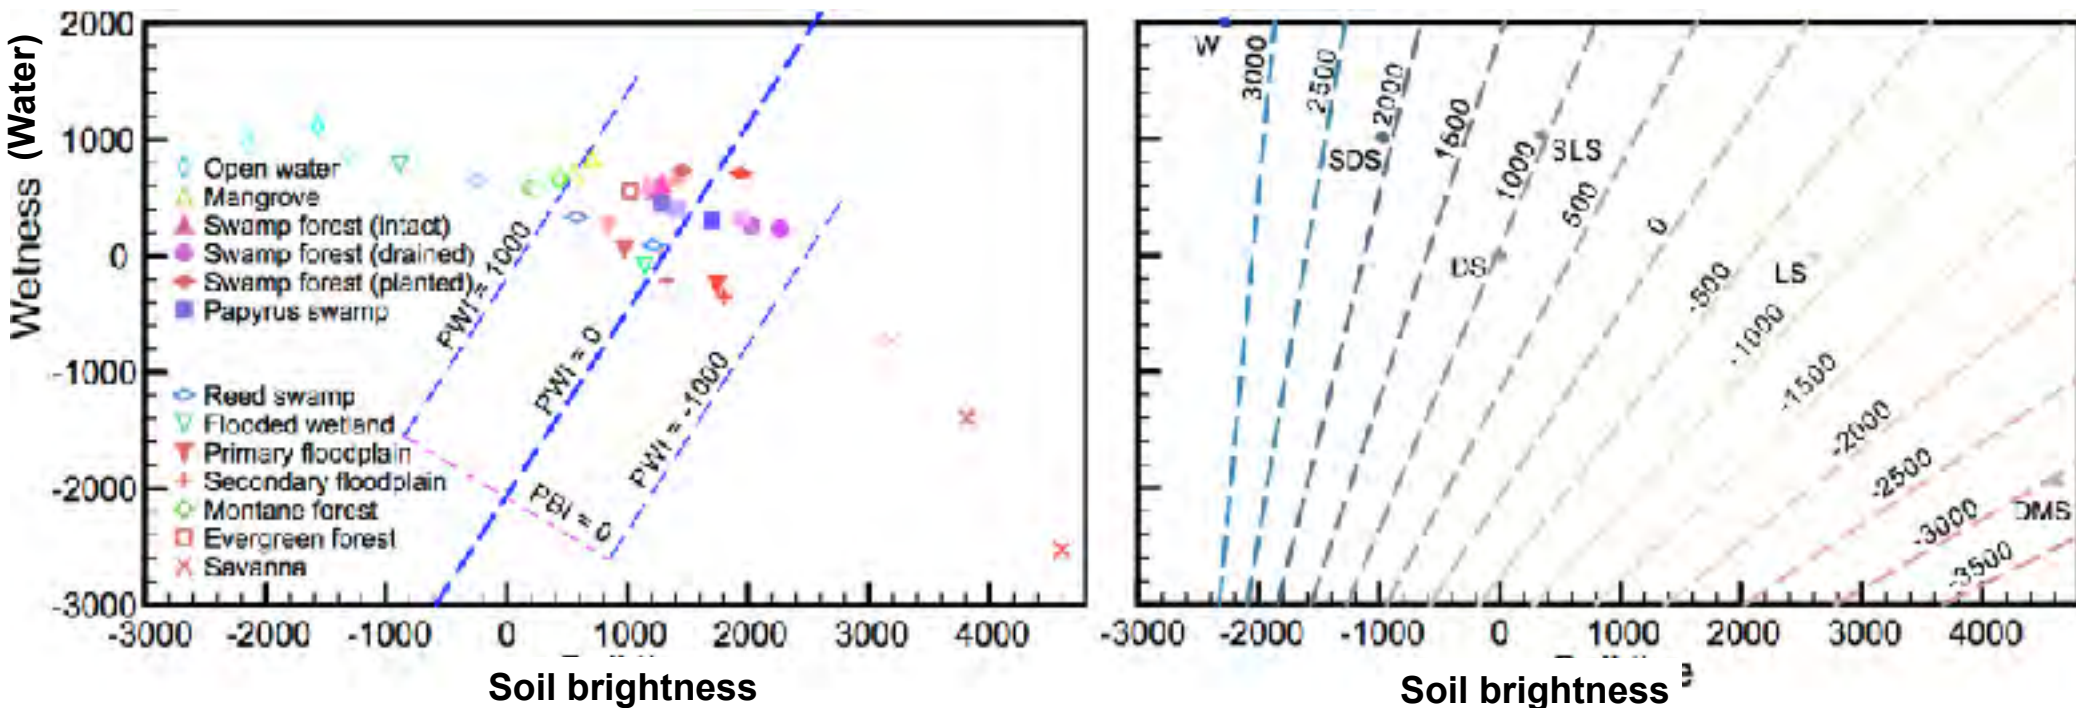 2000
1000
0
-1000
-2000
-3000
Wetness (Water)
Open water
Mangrove
Swamp forest (intact)
Swamp forest (drained)
Swamp forest (planted)
Papyrus swamp
Reed swamp
Flooded wetland
Primary floodplain
Secondary floodplain
Montane forest
Evergreen forest
Savanna
PWI = 1000
PWI = 0
PWI = -1000
PBI = 0
-3000 -2000 -1000 0 1000 2000 3000 4000
Soil brightness
W
3000
2500
2000
1500
1000
500
0
-500
-1000
-1500
-2000
-2500
-3000
-3500
SDS
SLS
DS
LS
DMS
-3000 -2000 -1000 0 1000 2000 3000 4000
Soil brightness